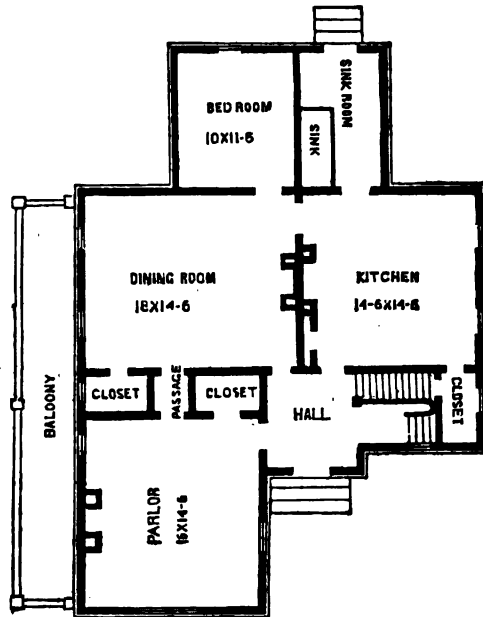 SINK ROOM
BED ROOM
10X11-6
SINK
DINING ROOM
18X14-6
KITCHEN
14-6X14-6
CLOSET
PASSAGE
CLOSET
HALL
CLOSET
BALDONY
PARLOR
16X14-6